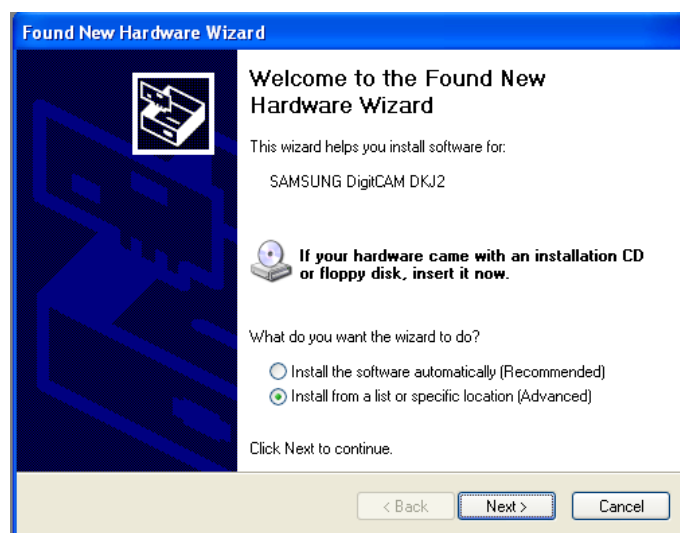 Found New Hardware Wizard
Welcome to the Found New
Hardware Wizard
This wizard helps you install software for:
SAMSUNG DigitCAM DKJ2
If your hardware came with an installation CD
or floppy disk, insert it now.
What do you want the wizard to do?
Install the software automatically (Recommended)
Install from a list or specific location (Advanced)
Click Next to continue.
< Back
Next >
Cancel